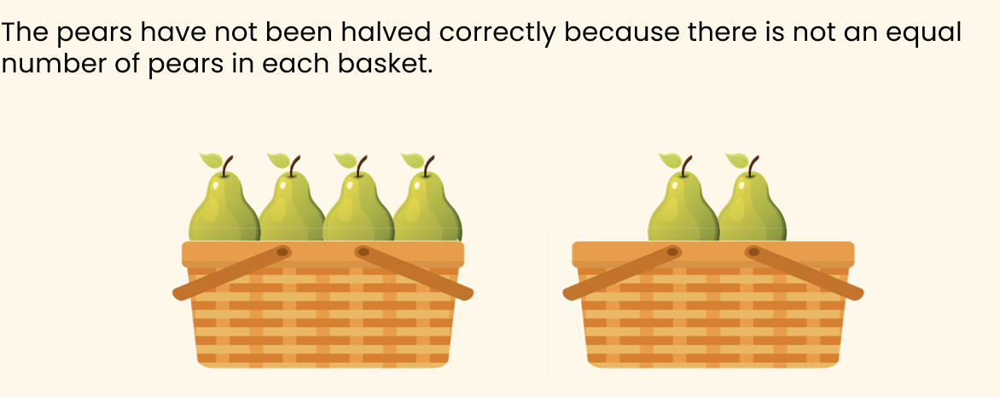 The pears have not been halved correctly because there is not an equal
number of pears in each basket.